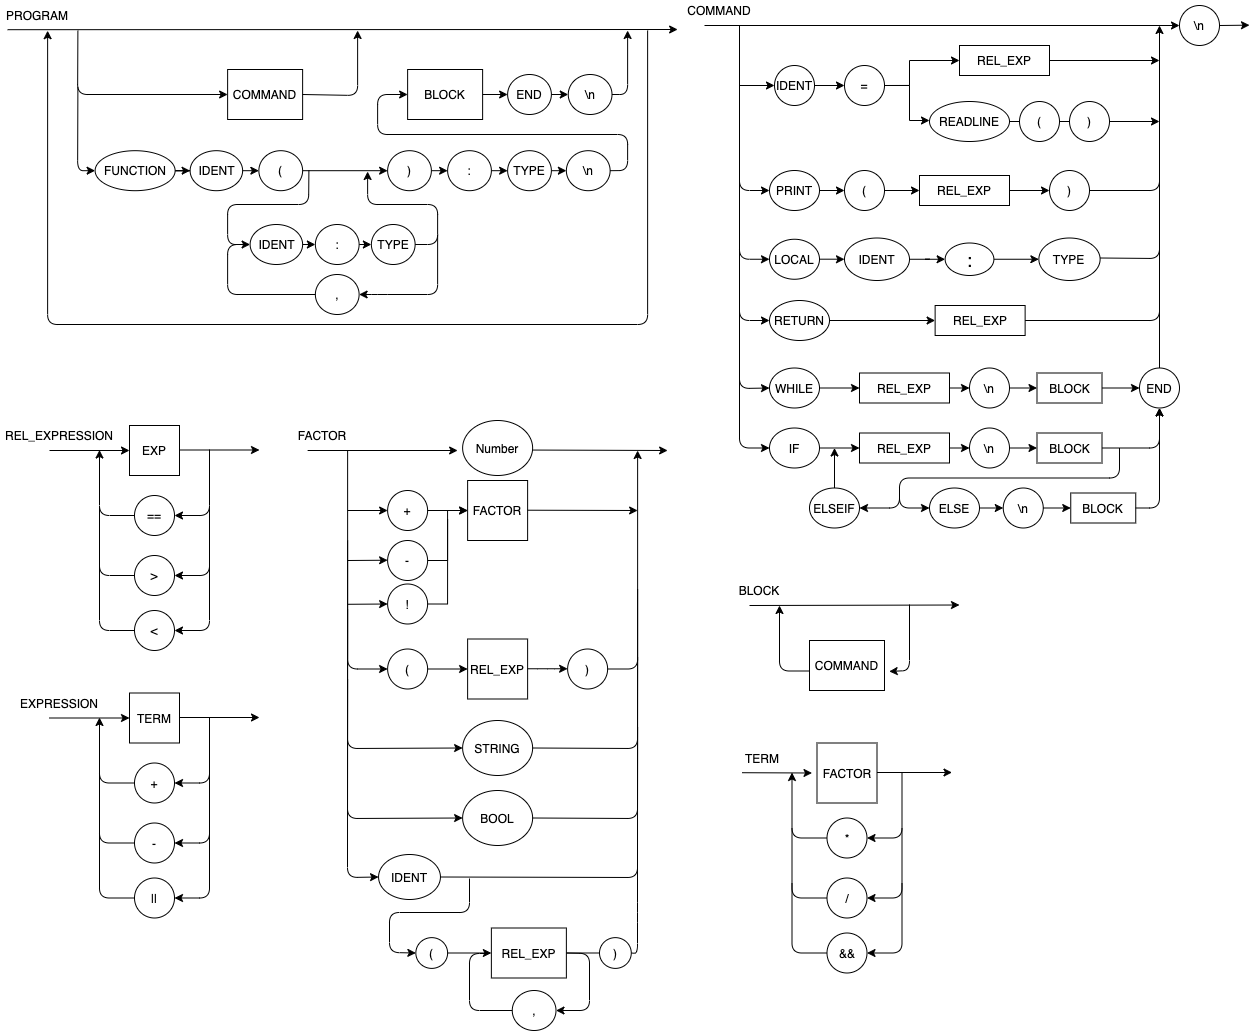 PROGRAM
COMMAND
BLOCK END \n
FUNCTION IDENT ( ) : TYPE \n
IDENT : TYPE
,
COMMAND
\n
REL_EXP
IDENT =
READLINE ( )
PRINT ( REL_EXP )
LOCAL IDENT : TYPE
RETURN REL_EXP
WHILE REL_EXP \n BLOCK END
IF REL_EXP \n BLOCK
ELSEIF ELSE \n BLOCK
REL_EXPRESSION
EXP
==
>
<
EXPRESSION
TERM
+
-
||
FACTOR
Number
+ FACTOR
-
!
( REL_EXP )
STRING
BOOL
IDENT
( REL_EXP )
,
BLOCK
COMMAND
TERM
FACTOR
*
/
&&